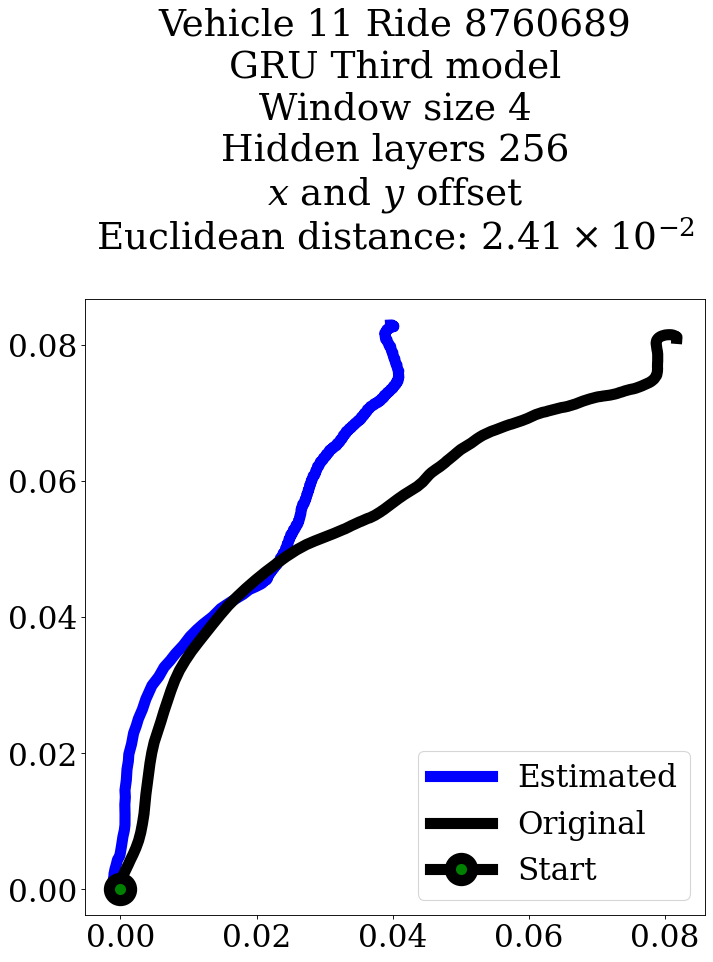 Vehicle 11 Ride 8760689
GRU Third model
Window size 4
Hidden layers 256
x and y offset
Euclidean distance: 2.41 × 10⁻²
0.08
0.06
0.04
0.02
0.00
Estimated
Original
Start
0.00 0.02 0.04 0.06 0.08